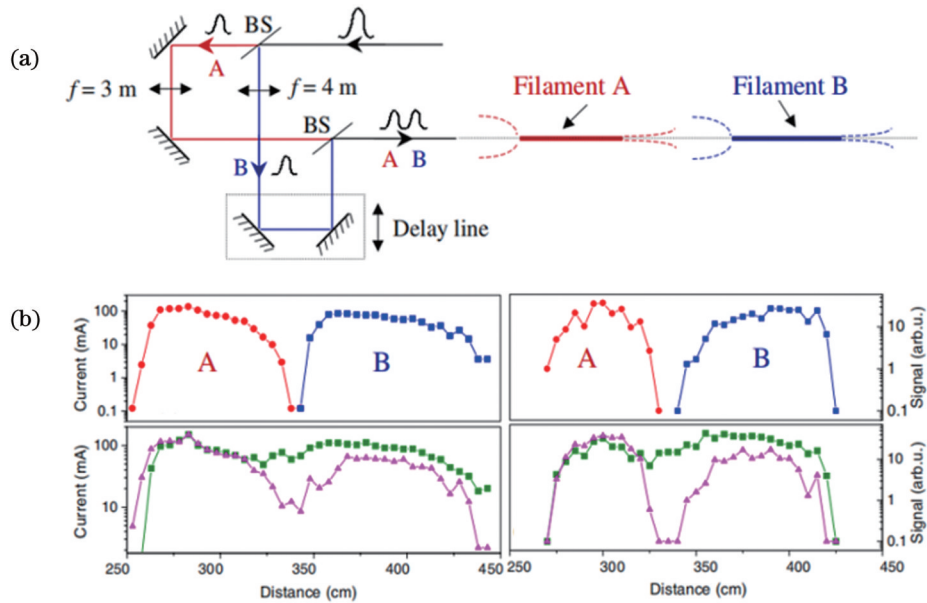 (a)
BS
A
f = 3 m
f = 4 m
BS
B
A B
Delay line
Filament A
Filament B
(b)
Current (mA)
100
10
1
0.1
A
B
A
B
10
1
0.1
Signal (arb.u.)
Current (mA)
100
10
250
300
350
400
450
Distance (cm)
10
1
0.1
Signal (arb.u.)
250
300
350
400
450
Distance (cm)